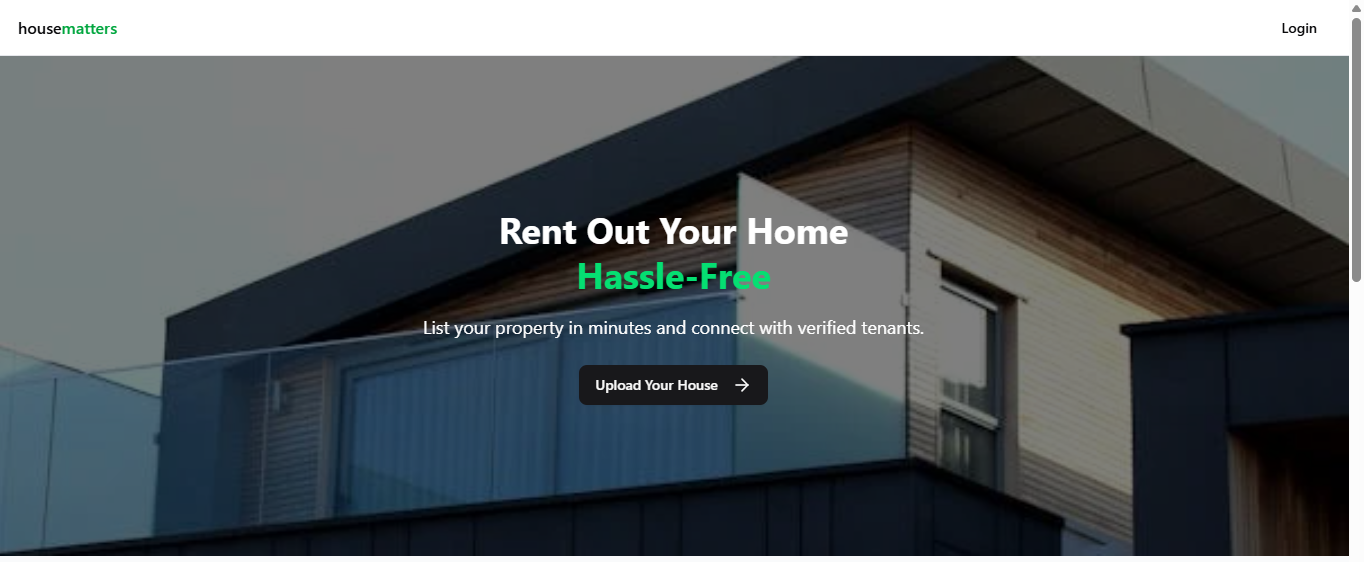 housematters
Login
Rent Out Your Home
Hassle-Free
List your property in minutes and connect with verified tenants.
Upload Your House →